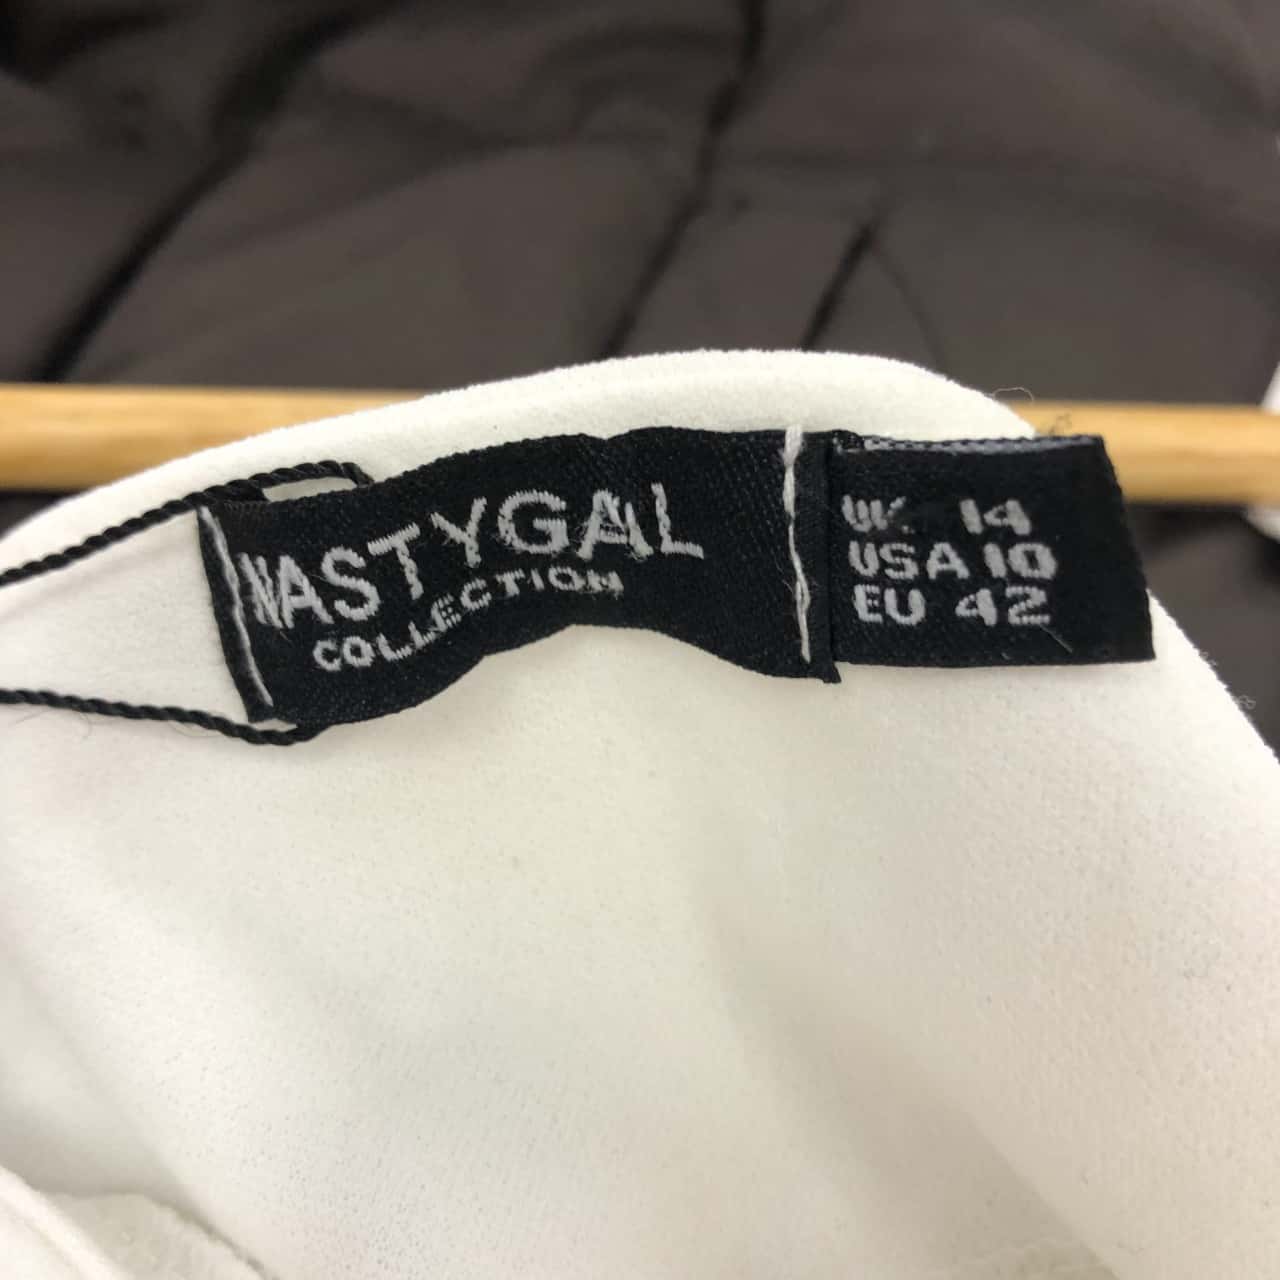 NASTYGAL
COLLECTION
UK 14
USA 10
EU 42